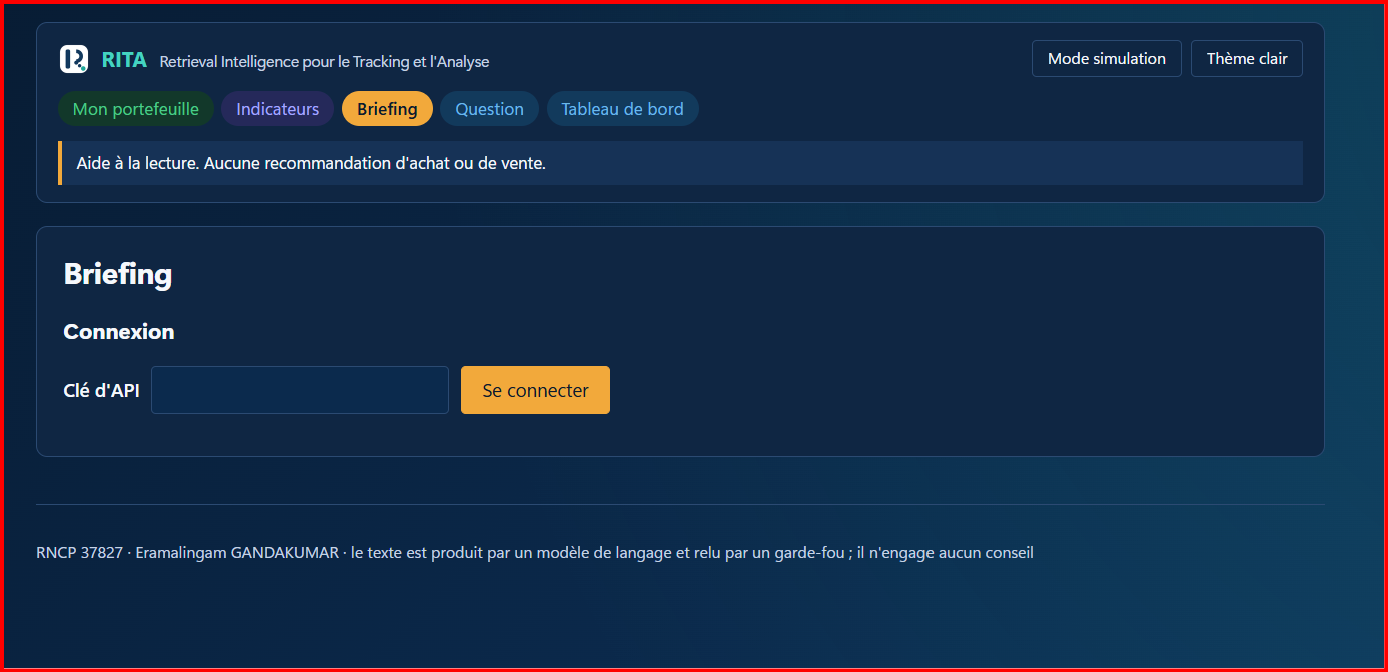 RITA Retrieval Intelligence pour le Tracking et l'Analyse
Mode simulation
Thème clair
Mon portefeuille
Indicateurs
Briefing
Question
Tableau de bord
Aide à la lecture. Aucune recommandation d'achat ou de vente.
Briefing
Connexion
Clé d'API
Se connecter
RNCP 37827 · Eramalingam GANDAKUMAR · le texte est produit par un modèle de langage et relu par un garde-fou ; il n'engage aucun conseil